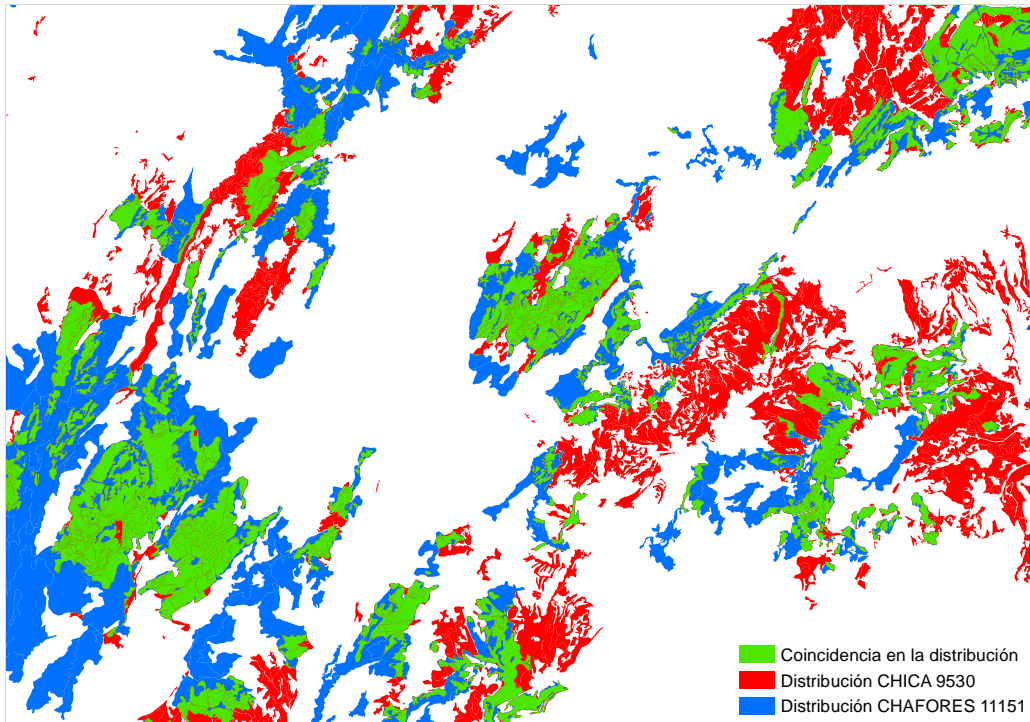 Coincidencia en la distribución
Distribución CHICA 9530
Distribución CHAFORES 11151